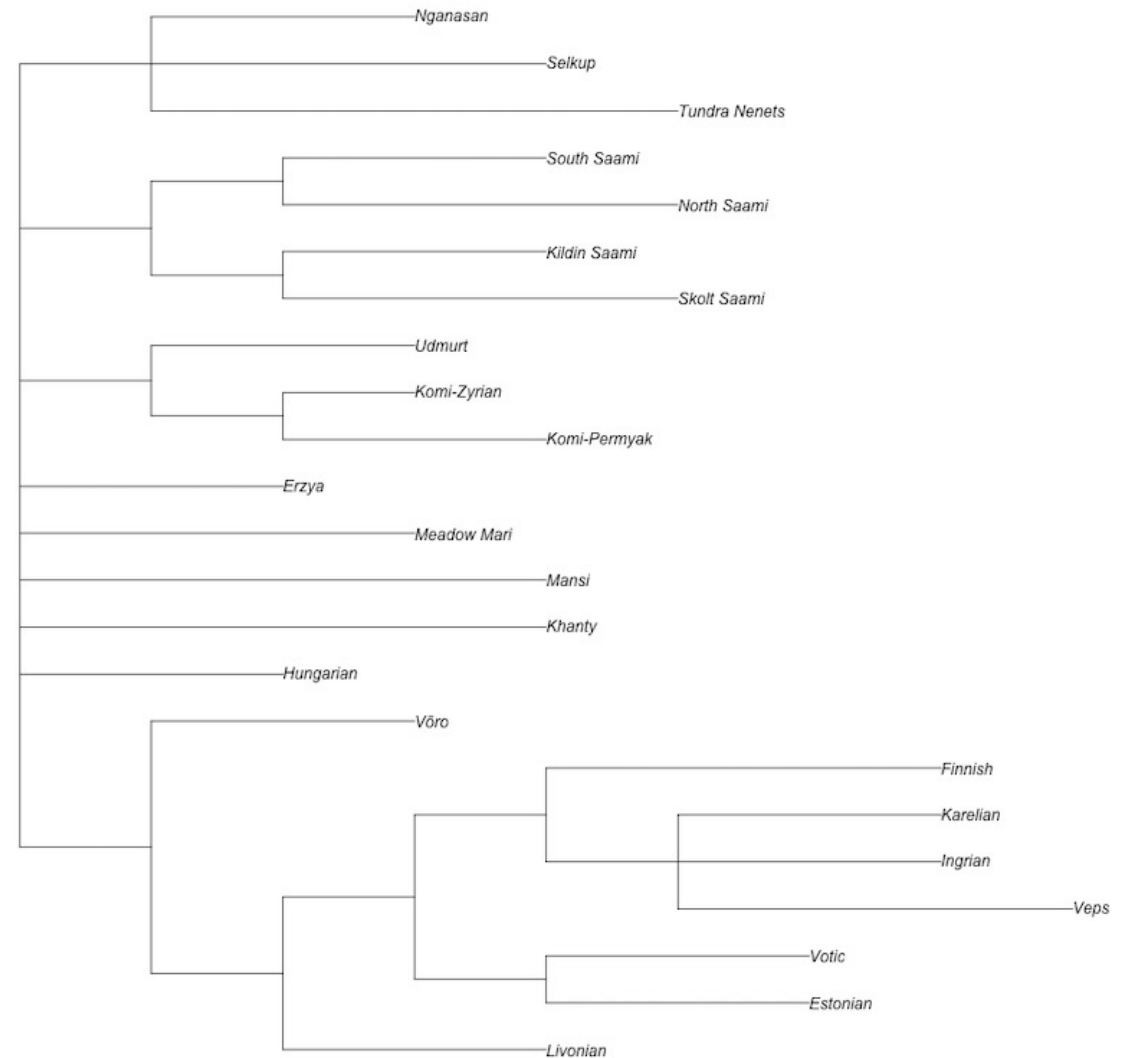 Nganasan
Selkup
Tundra Nenets
South Saami
North Saami
Kildin Saami
Skolt Saami
Udmurt
Komi-Zyrian
Komi-Permyak
Erzya
Meadow Mari
Mansi
Khanty
Hungarian
Võro
Finnish
Karelian
Ingrian
Veps
Votic
Estonian
Livonian